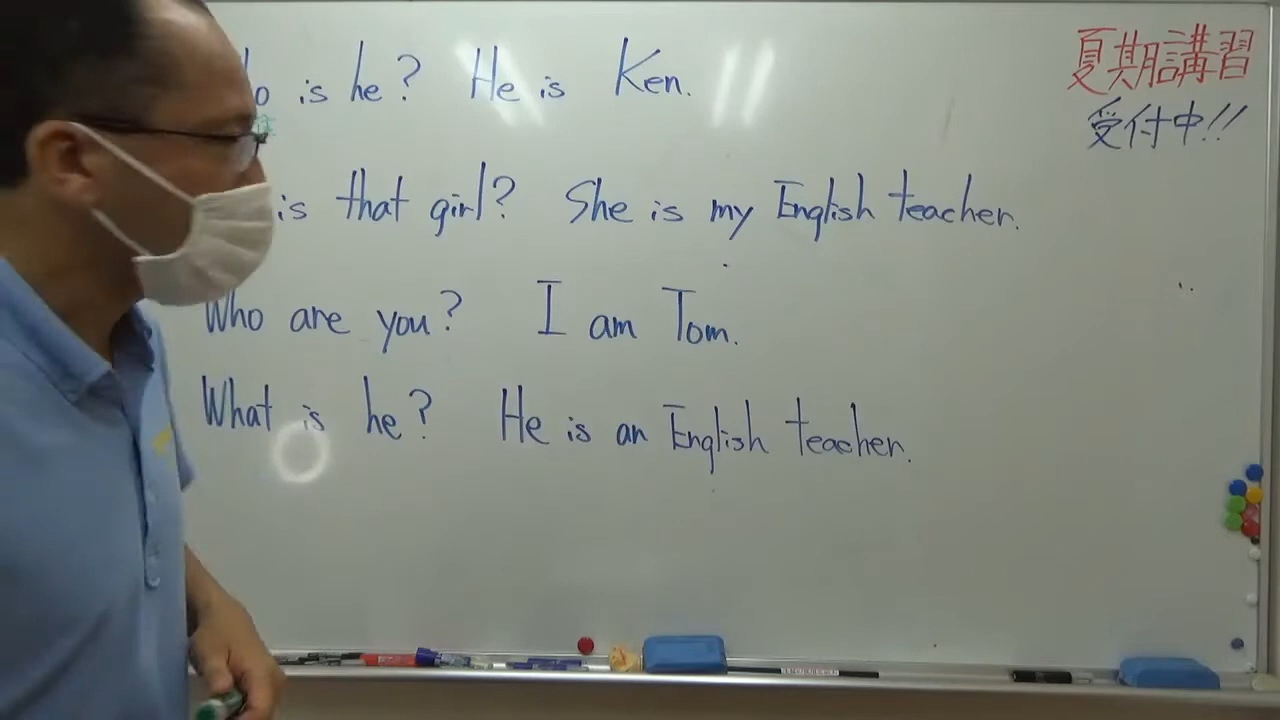 is he? He is Ken.
is that girl? She is my English teacher.
Who are you? I am Tom.
What is he? He is an English teacher.
夏期講習
受付中!!